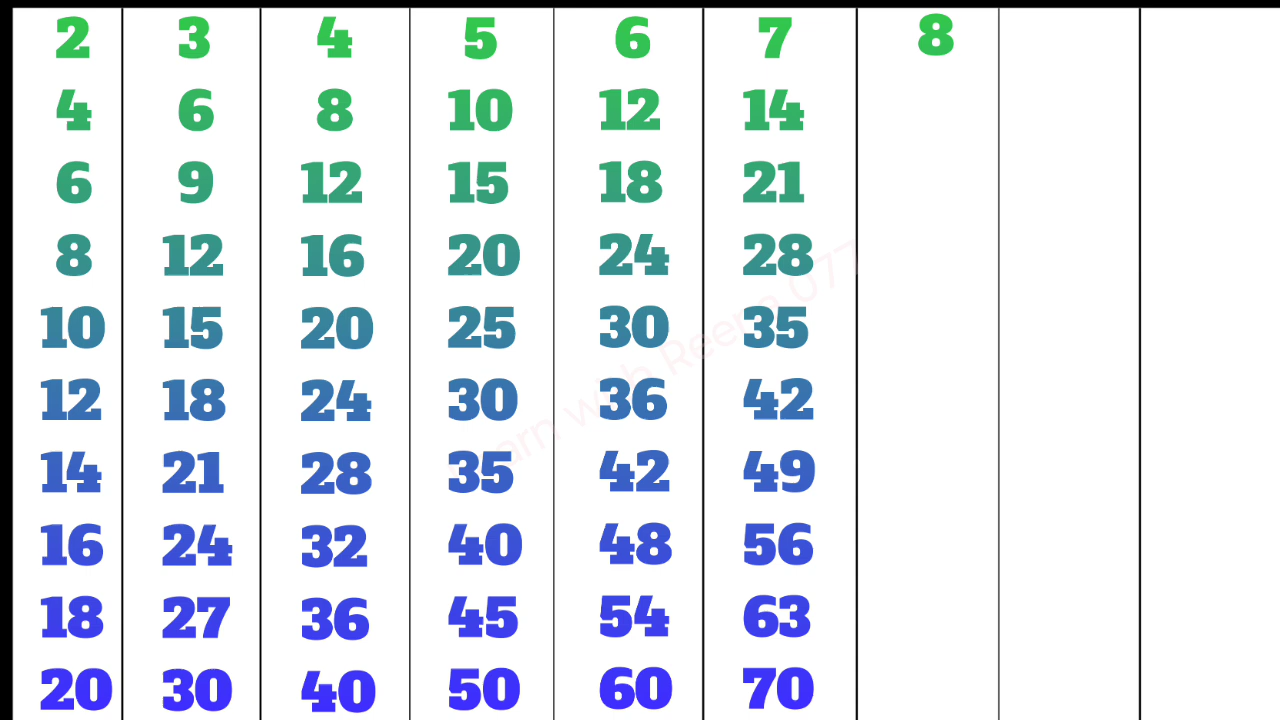 2 3 4 5 6 7 8
4 6 8 10 12 14
6 9 12 15 18 21
8 12 16 20 24 28
10 15 20 25 30 35
12 18 24 30 36 42
14 21 28 35 42 49
16 24 32 40 48 56
18 27 36 45 54 63
20 30 40 50 60 70